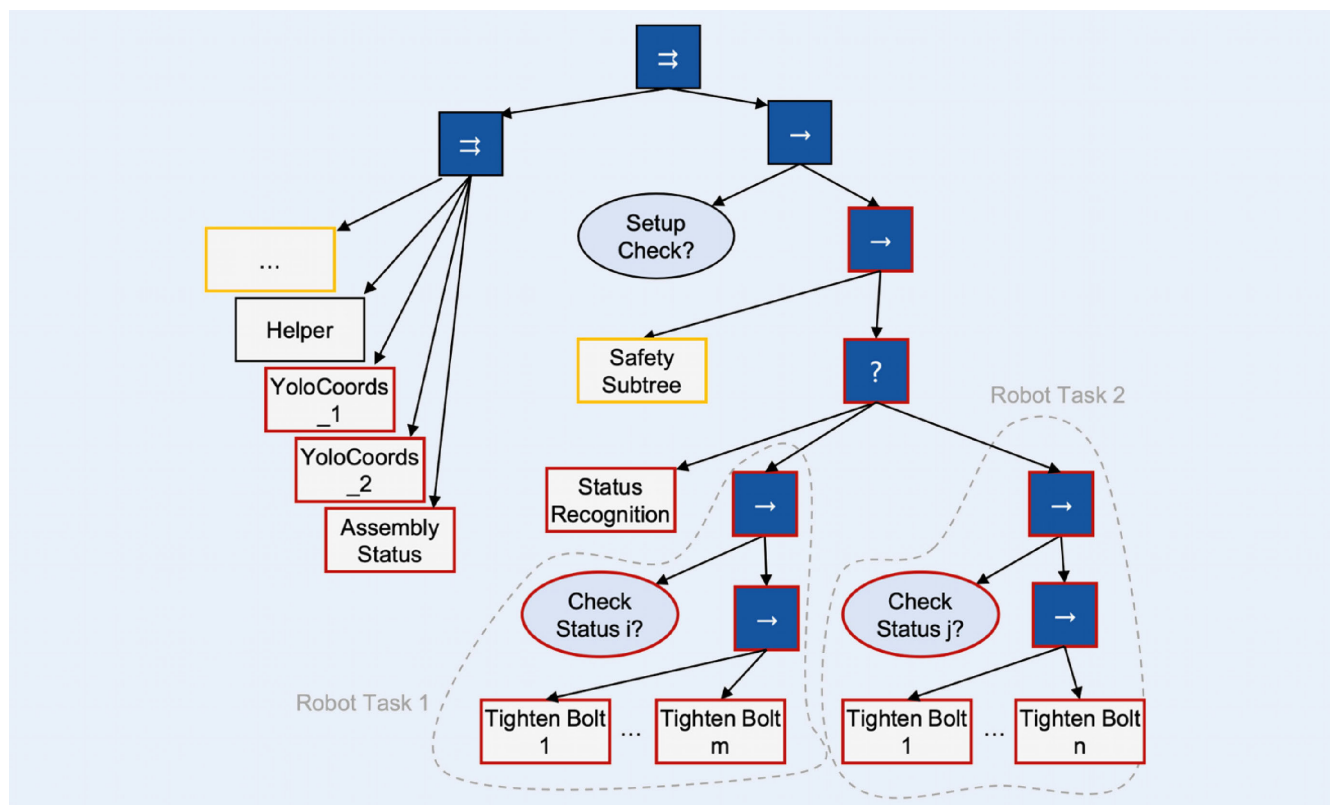 ⇉
⇉
→
Setup
Check?
→
...
Helper
YoloCoords
_1
YoloCoords
_2
Assembly
Status
Safety
Subtree
?
Robot Task 2
Status
Recognition
→
→
Check
Status i?
→
Check
Status j?
→
Robot Task 1
Tighten Bolt
1
...
Tighten Bolt
m
Tighten Bolt
1
...
Tighten Bolt
n